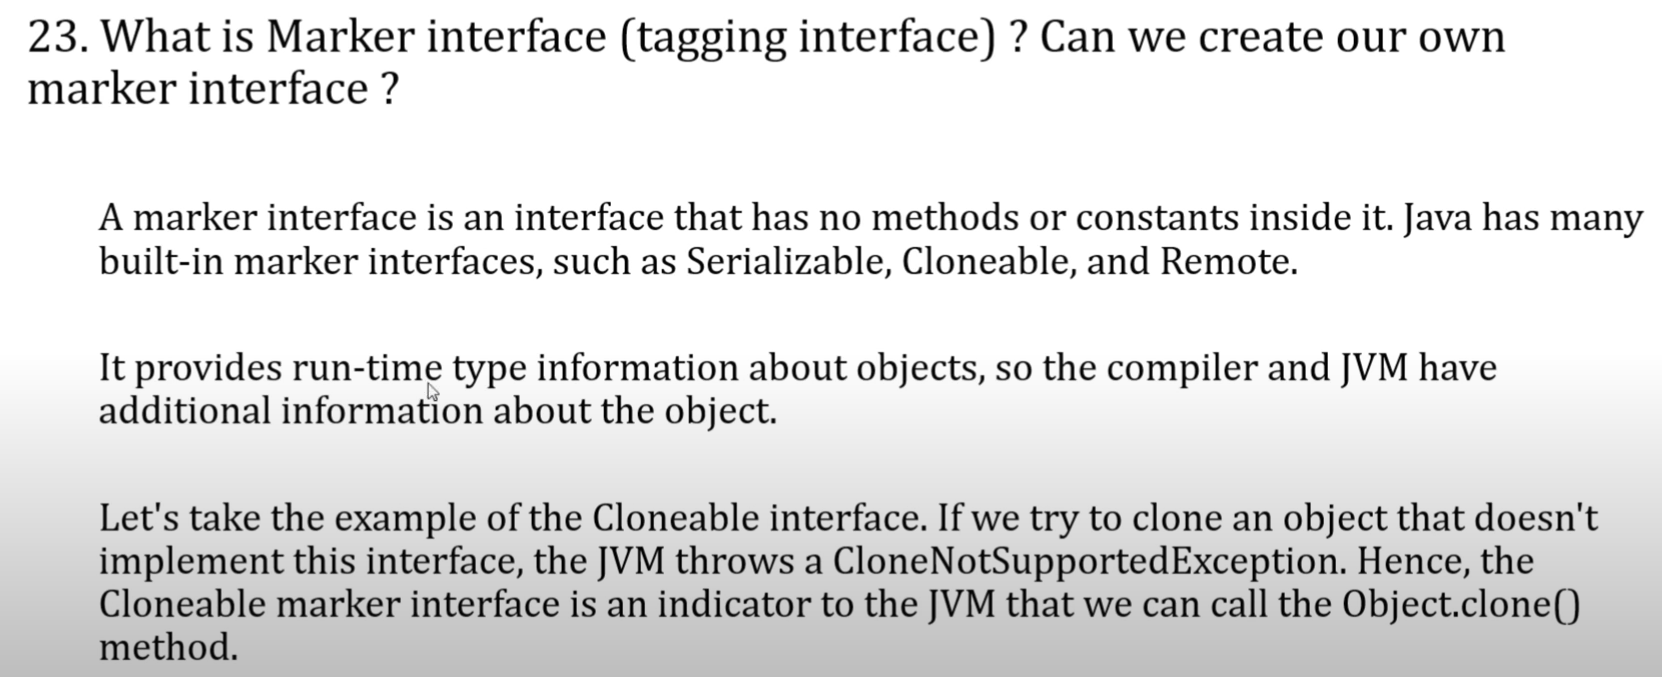 23. What is Marker interface (tagging interface) ? Can we create our own
marker interface ?
A marker interface is an interface that has no methods or constants inside it. Java has many
built-in marker interfaces, such as Serializable, Cloneable, and Remote.
It provides run-time type information about objects, so the compiler and JVM have
additional information about the object.
Let's take the example of the Cloneable interface. If we try to clone an object that doesn't
implement this interface, the JVM throws a CloneNotSupportedException. Hence, the
Cloneable marker interface is an indicator to the JVM that we can call the Object.clone()
method.